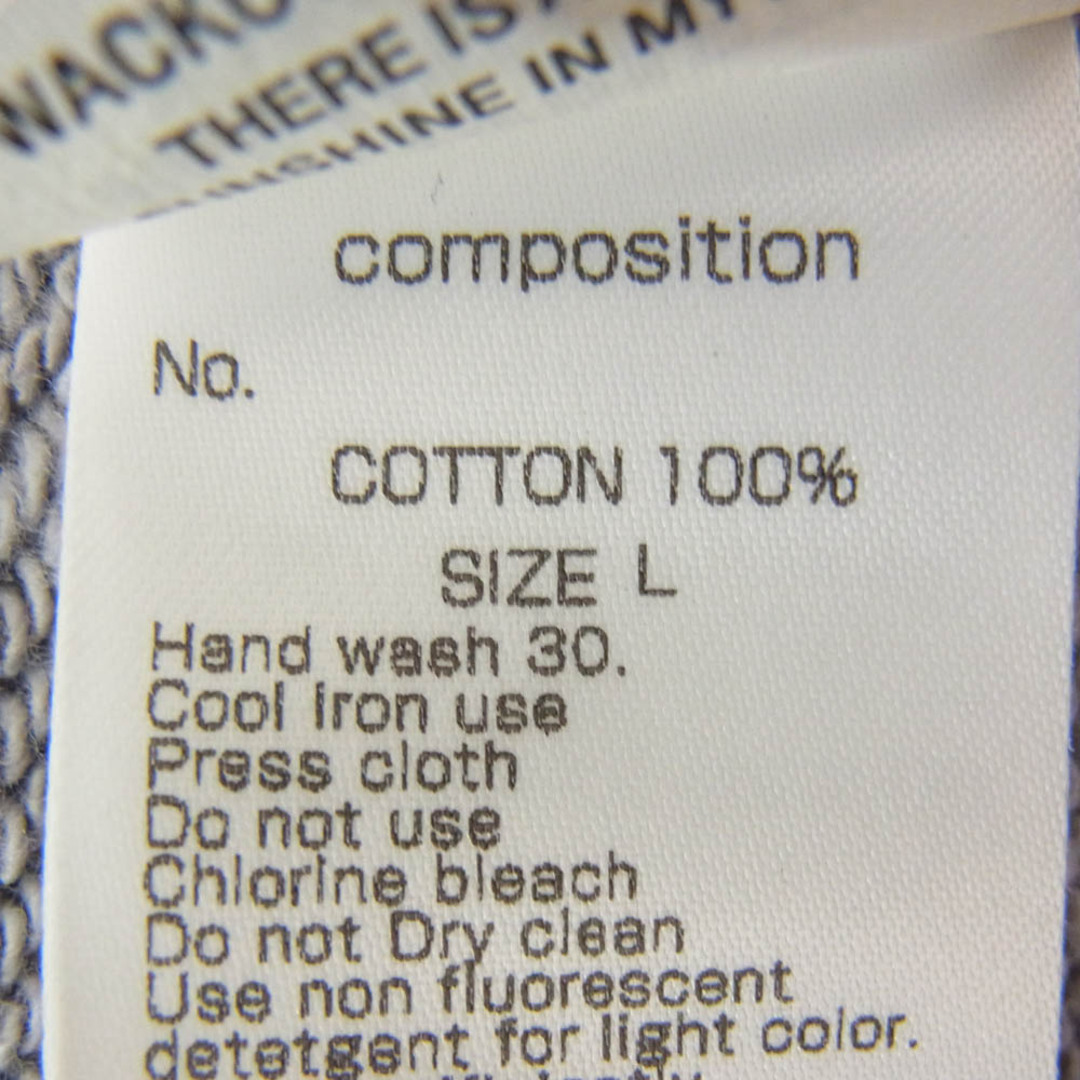 THERE IS
SUNSHINE IN MY
composition
No.
COTTON 100%
SIZE L
Hand wash 30.
Cool Iron use
Press cloth
Do not use
Chlorine bleach
Do not Dry clean
Use non fluorescent
detetgent for light color.